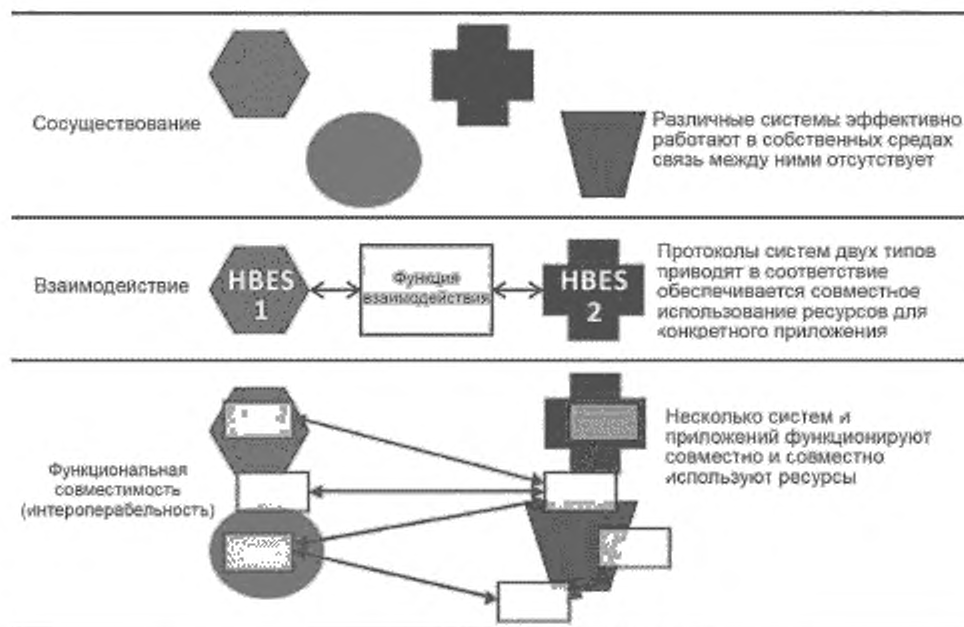 Сосуществование
Различные системы эффективно
работают в собственных средах
связь между ними отсутствует
Взаимодействие
HBES
1
Функция
взаимодействия
HBES
2
Протоколы систем двух типов
приводят в соответствие
обеспечивается совместное
использование ресурсов для
конкретного приложения
Функциональная
совместимость
(интероперабельность)
Несколько систем и
приложений функционируют
совместно и совместно
используют ресурсы